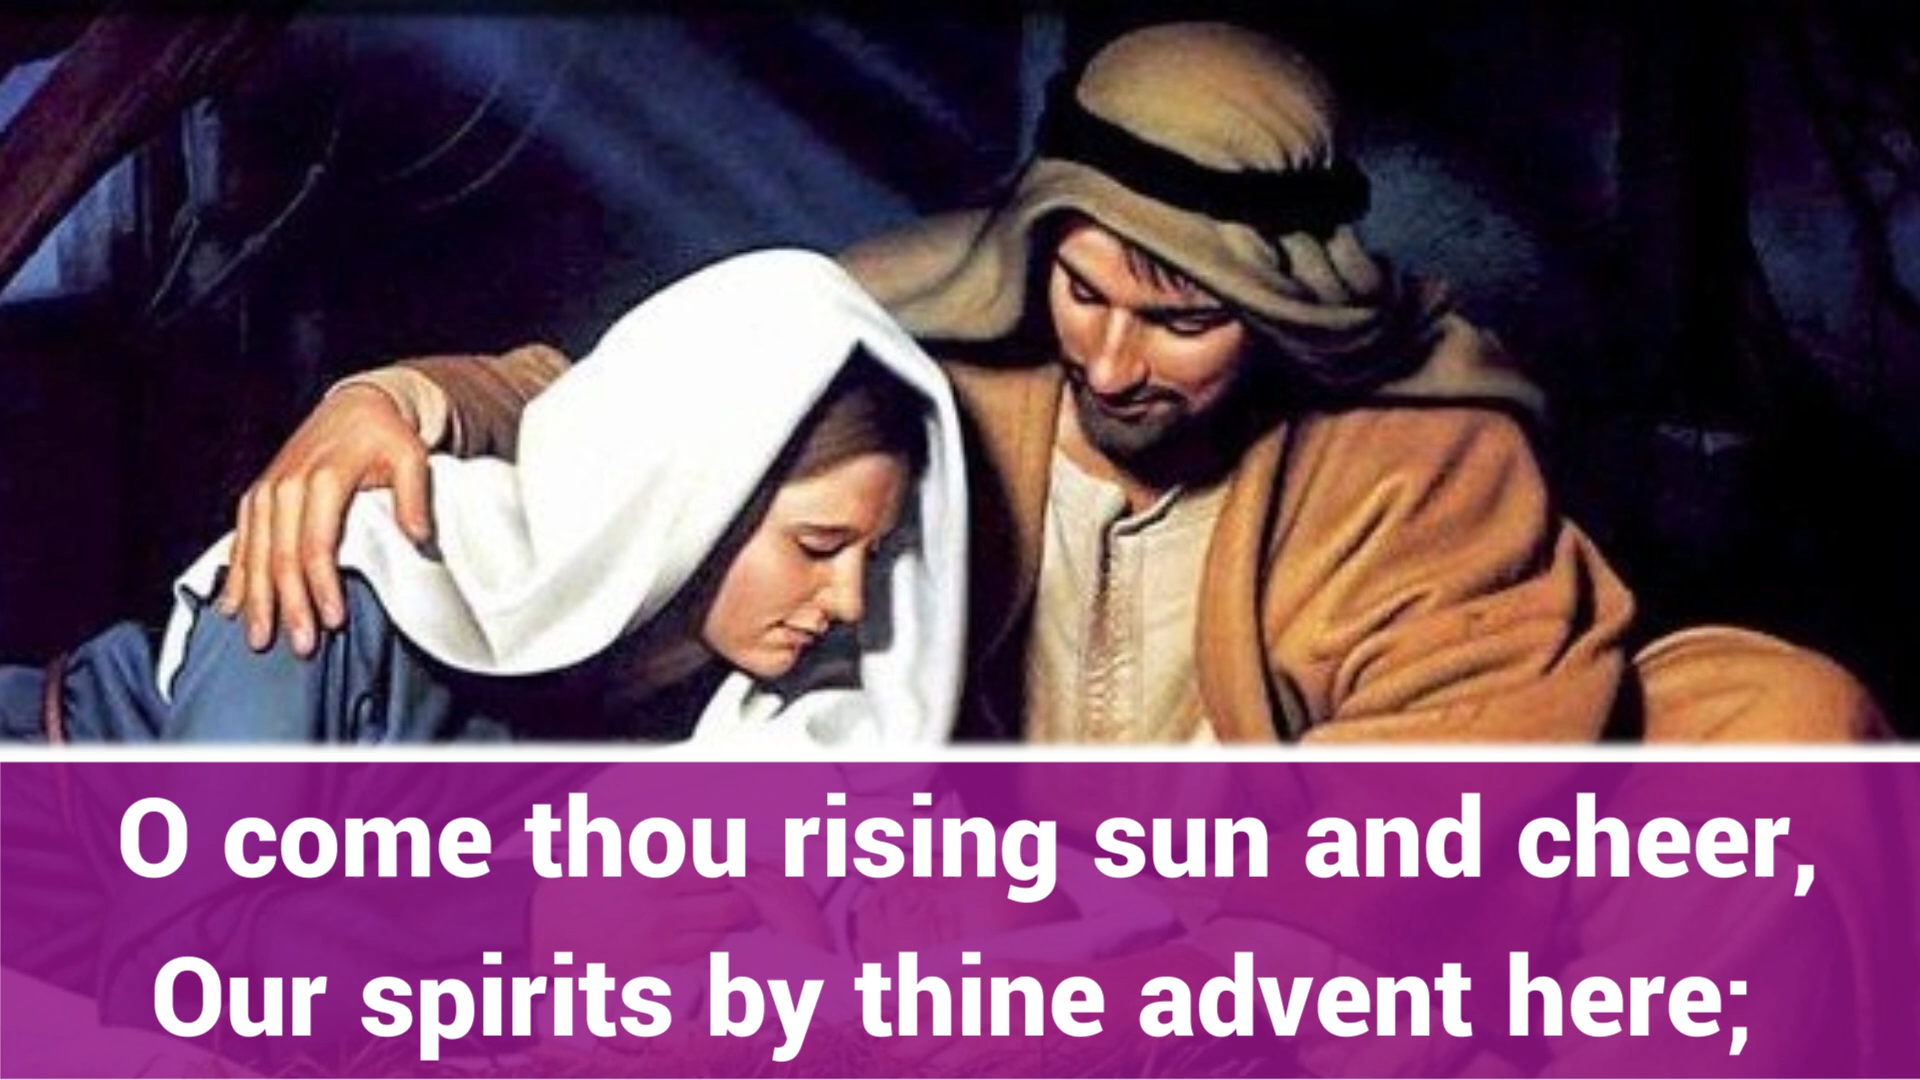 O come thou rising sun and cheer,
Our spirits by thine advent here;